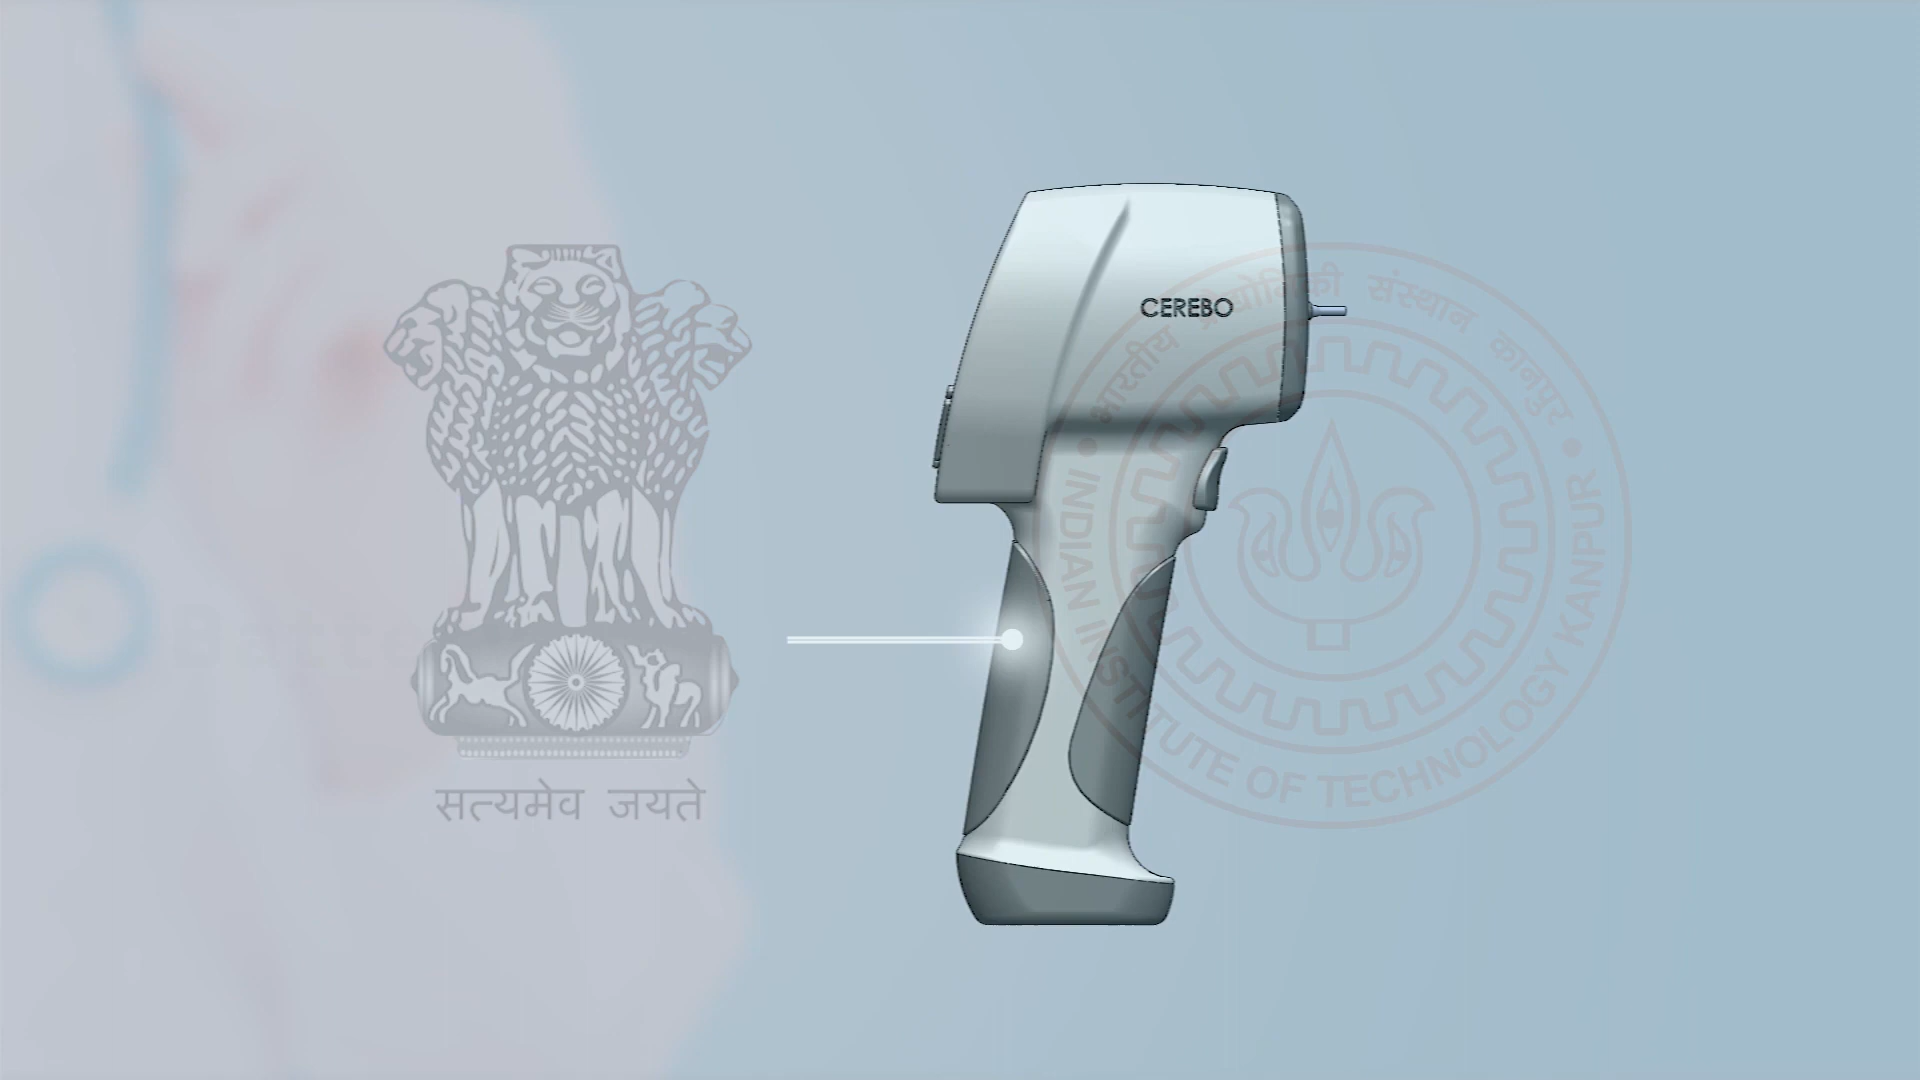 CEREBO
सत्यमेव जयते
भारतीय प्रौद्योगिकी संस्थान कानपुर
INDIAN INSTITUTE OF TECHNOLOGY KANPUR